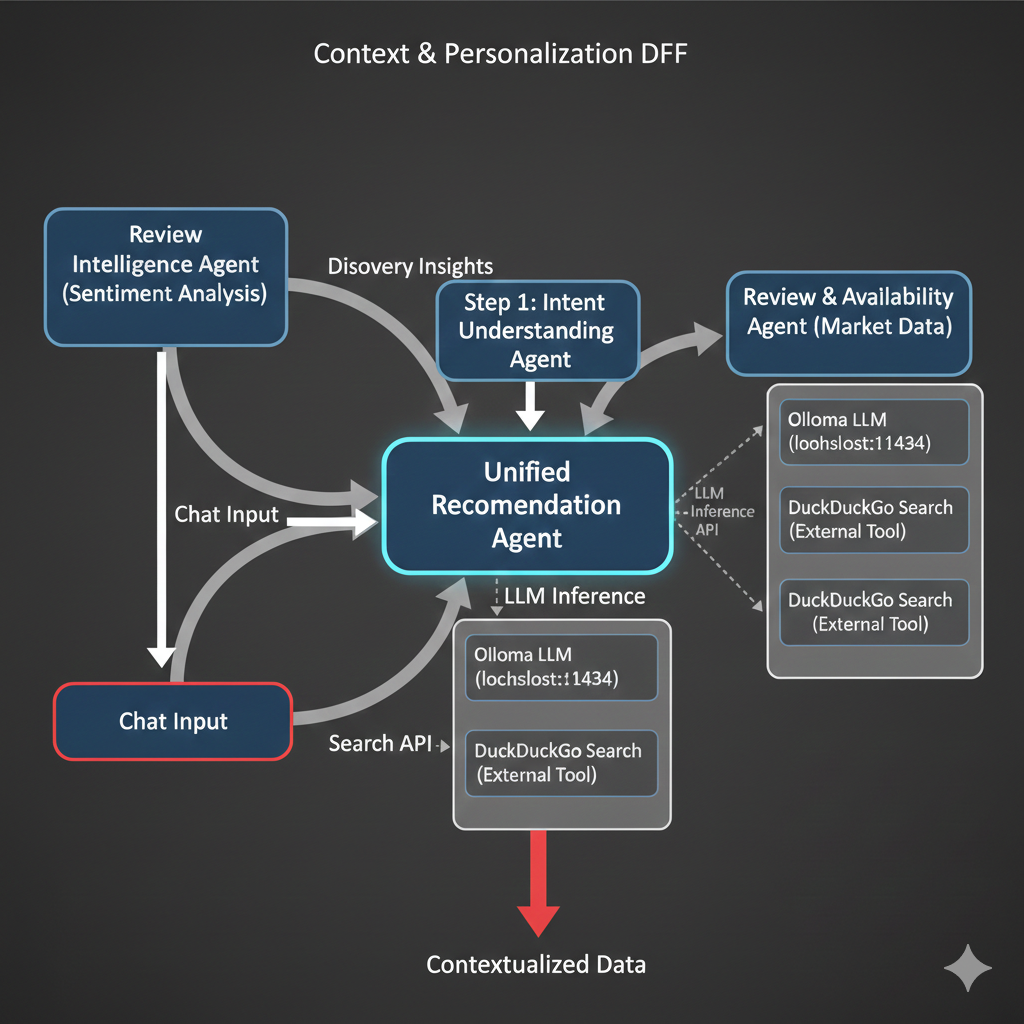 Context & Personalization DFF
Review
Intelligence Agent
(Sentiment Analysis)
Disovery Insights
Step 1: Intent
Understanding
Agent
Review & Availability
Agent (Market Data)
Unified
Recomendation
Agent
Chat Input
LLM
Inference
API
Olloma LLM
(loohslost:11434)
DuckDuckGo Search
(External Tool)
DuckDuckGo Search
(External Tool)
LLM Inference
Olloma LLM
(lochslost:11434)
Chat Input
Search API
DuckDuckGo Search
(External Tool)
Contextualized Data